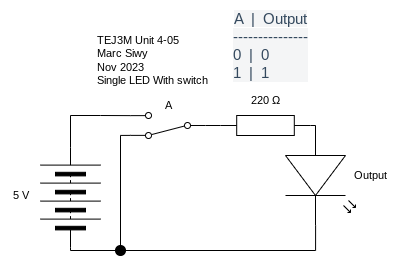 TEJ3M Unit 4-05
Marc Siwy
Nov 2023
Single LED With switch
A | Output
----------------
0 | 0
1 | 1
A
220 Ω
5 V
Output